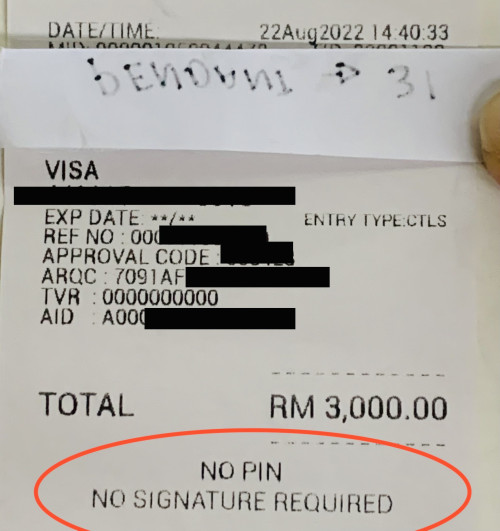 DATE/TIME: 22Aug2022 14:40:33
31
VISA
EXP DATE: **/** ENTRY TYPE:CTLS
REF NO : 000
APPROVAL CODE :
ARQC : 7091AF
TVR : 0000000000
AID : A000
TOTAL RM 3,000.00
NO PIN
NO SIGNATURE REQUIRED